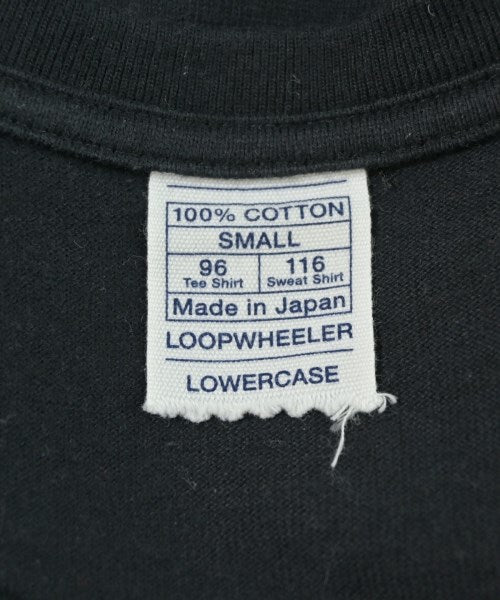 100% COTTON
SMALL
96 116
Tee Shirt Sweat Shirt
Made in Japan
LOOPWHEELER
LOWERCASE